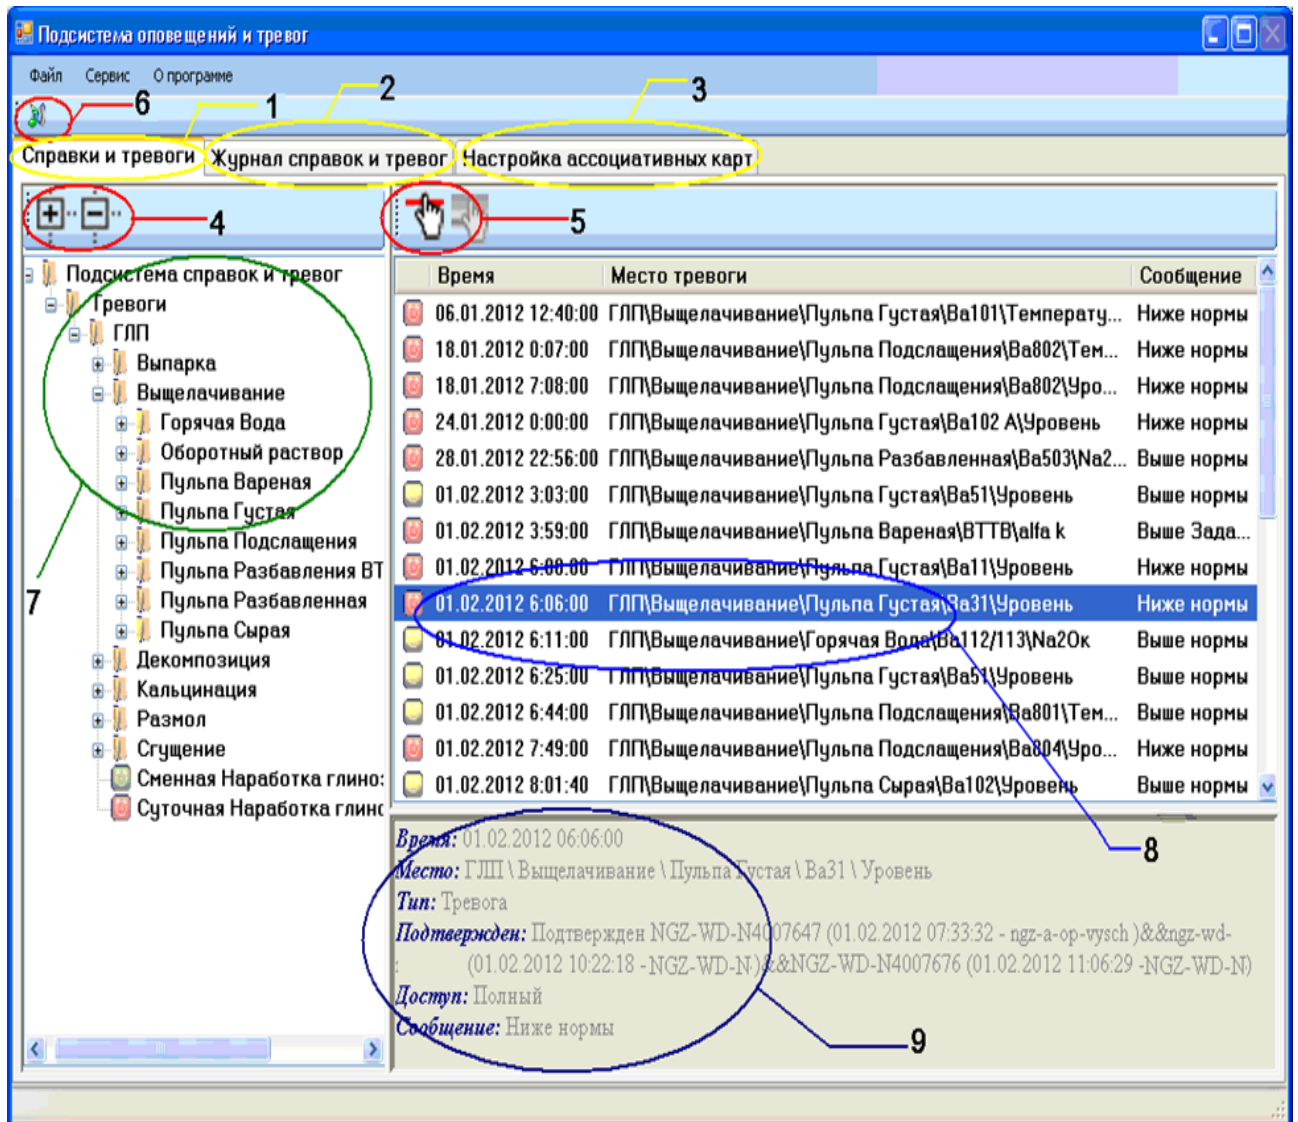 Подсистема оповещений и тревог
Файл Сервис О программе
6 1 2 3
Справки и тревоги Журнал справок и тревог Настройка ассоциативных карт
4 5
Подсистема справок и тревог
Тревоги
ГЛП
Выпарка
Выщелачивание
Горячая Вода
Оборотный раствор
Пульпа Вареная
Пульпа Густая
Пульпа Подслащения
Пульпа Разбавления ВТ
Пульпа Разбавленная
Пульпа Сырая
Декомпозиция
Кальцинация
Размол
Сгущение
Сменная Наработка глино:
Суточная Наработка глинс
7
Время Место тревоги Сообщение
06.01.2012 12:40:00 ГЛП\Выщелачивание\Пульпа Густая\Ва101\Температу... Ниже нормы
18.01.2012 0:07:00 ГЛП\Выщелачивание\Пульпа Подслащения\Ва802\Тем... Ниже нормы
18.01.2012 7:08:00 ГЛП\Выщелачивание\Пульпа Подслащения\Ва802\Уро... Ниже нормы
24.01.2012 0:00:00 ГЛП\Выщелачивание\Пульпа Густая\Ва102 А\Уровень Ниже нормы
28.01.2012 22:56:00 ГЛП\Выщелачивание\Пульпа Разбавленная\Ва503\Na2... Выше нормы
01.02.2012 3:03:00 ГЛП\Выщелачивание\Пульпа Густая\Ва51\Уровень Выше нормы
01.02.2012 3:59:00 ГЛП\Выщелачивание\Пульпа Вареная\ВТТВ\alfa k Выше Зада...
01.02.2012 6:00:00 ГЛП\Выщелачивание\Пульпа Густая\Ва11\Уровень Ниже нормы
01.02.2012 6:06:00 ГЛП\Выщелачивание\Пульпа Густая\Ва31\Уровень Ниже нормы
01.02.2012 6:11:00 ГЛП\Выщелачивание\Горячая Вода\Ва112/113\Na2Ок Выше нормы
01.02.2012 6:25:00 ГЛП\Выщелачивание\Пульпа Густая\Ва51\Уровень Выше нормы
01.02.2012 6:44:00 ГЛП\Выщелачивание\Пульпа Подслащения\Ва801\Тем... Выше нормы
01.02.2012 7:49:00 ГЛП\Выщелачивание\Пульпа Подслащения\Ва804\Уро... Ниже нормы
01.02.2012 8:01:40 ГЛП\Выщелачивание\Пульпа Сырая\Ва102\Уровень Выше нормы
8
Время: 01.02.2012 06:06:00
Место: ГЛП \ Выщелачивание \ Пульпа Густая \ Ва31 \ Уровень
Тип: Тревога
Подтвержден: Подтвержден NGZ-WD-N4007647 (01.02.2012 07:33:32 - ngz-a-op-vysch )&&ngz-wd-
(01.02.2012 10:22:18 -NGZ-WD-N )&&NGZ-WD-N4007676 (01.02.2012 11:06:29 -NGZ-WD-N)
Доступ: Полный
Сообщение: Ниже нормы
9